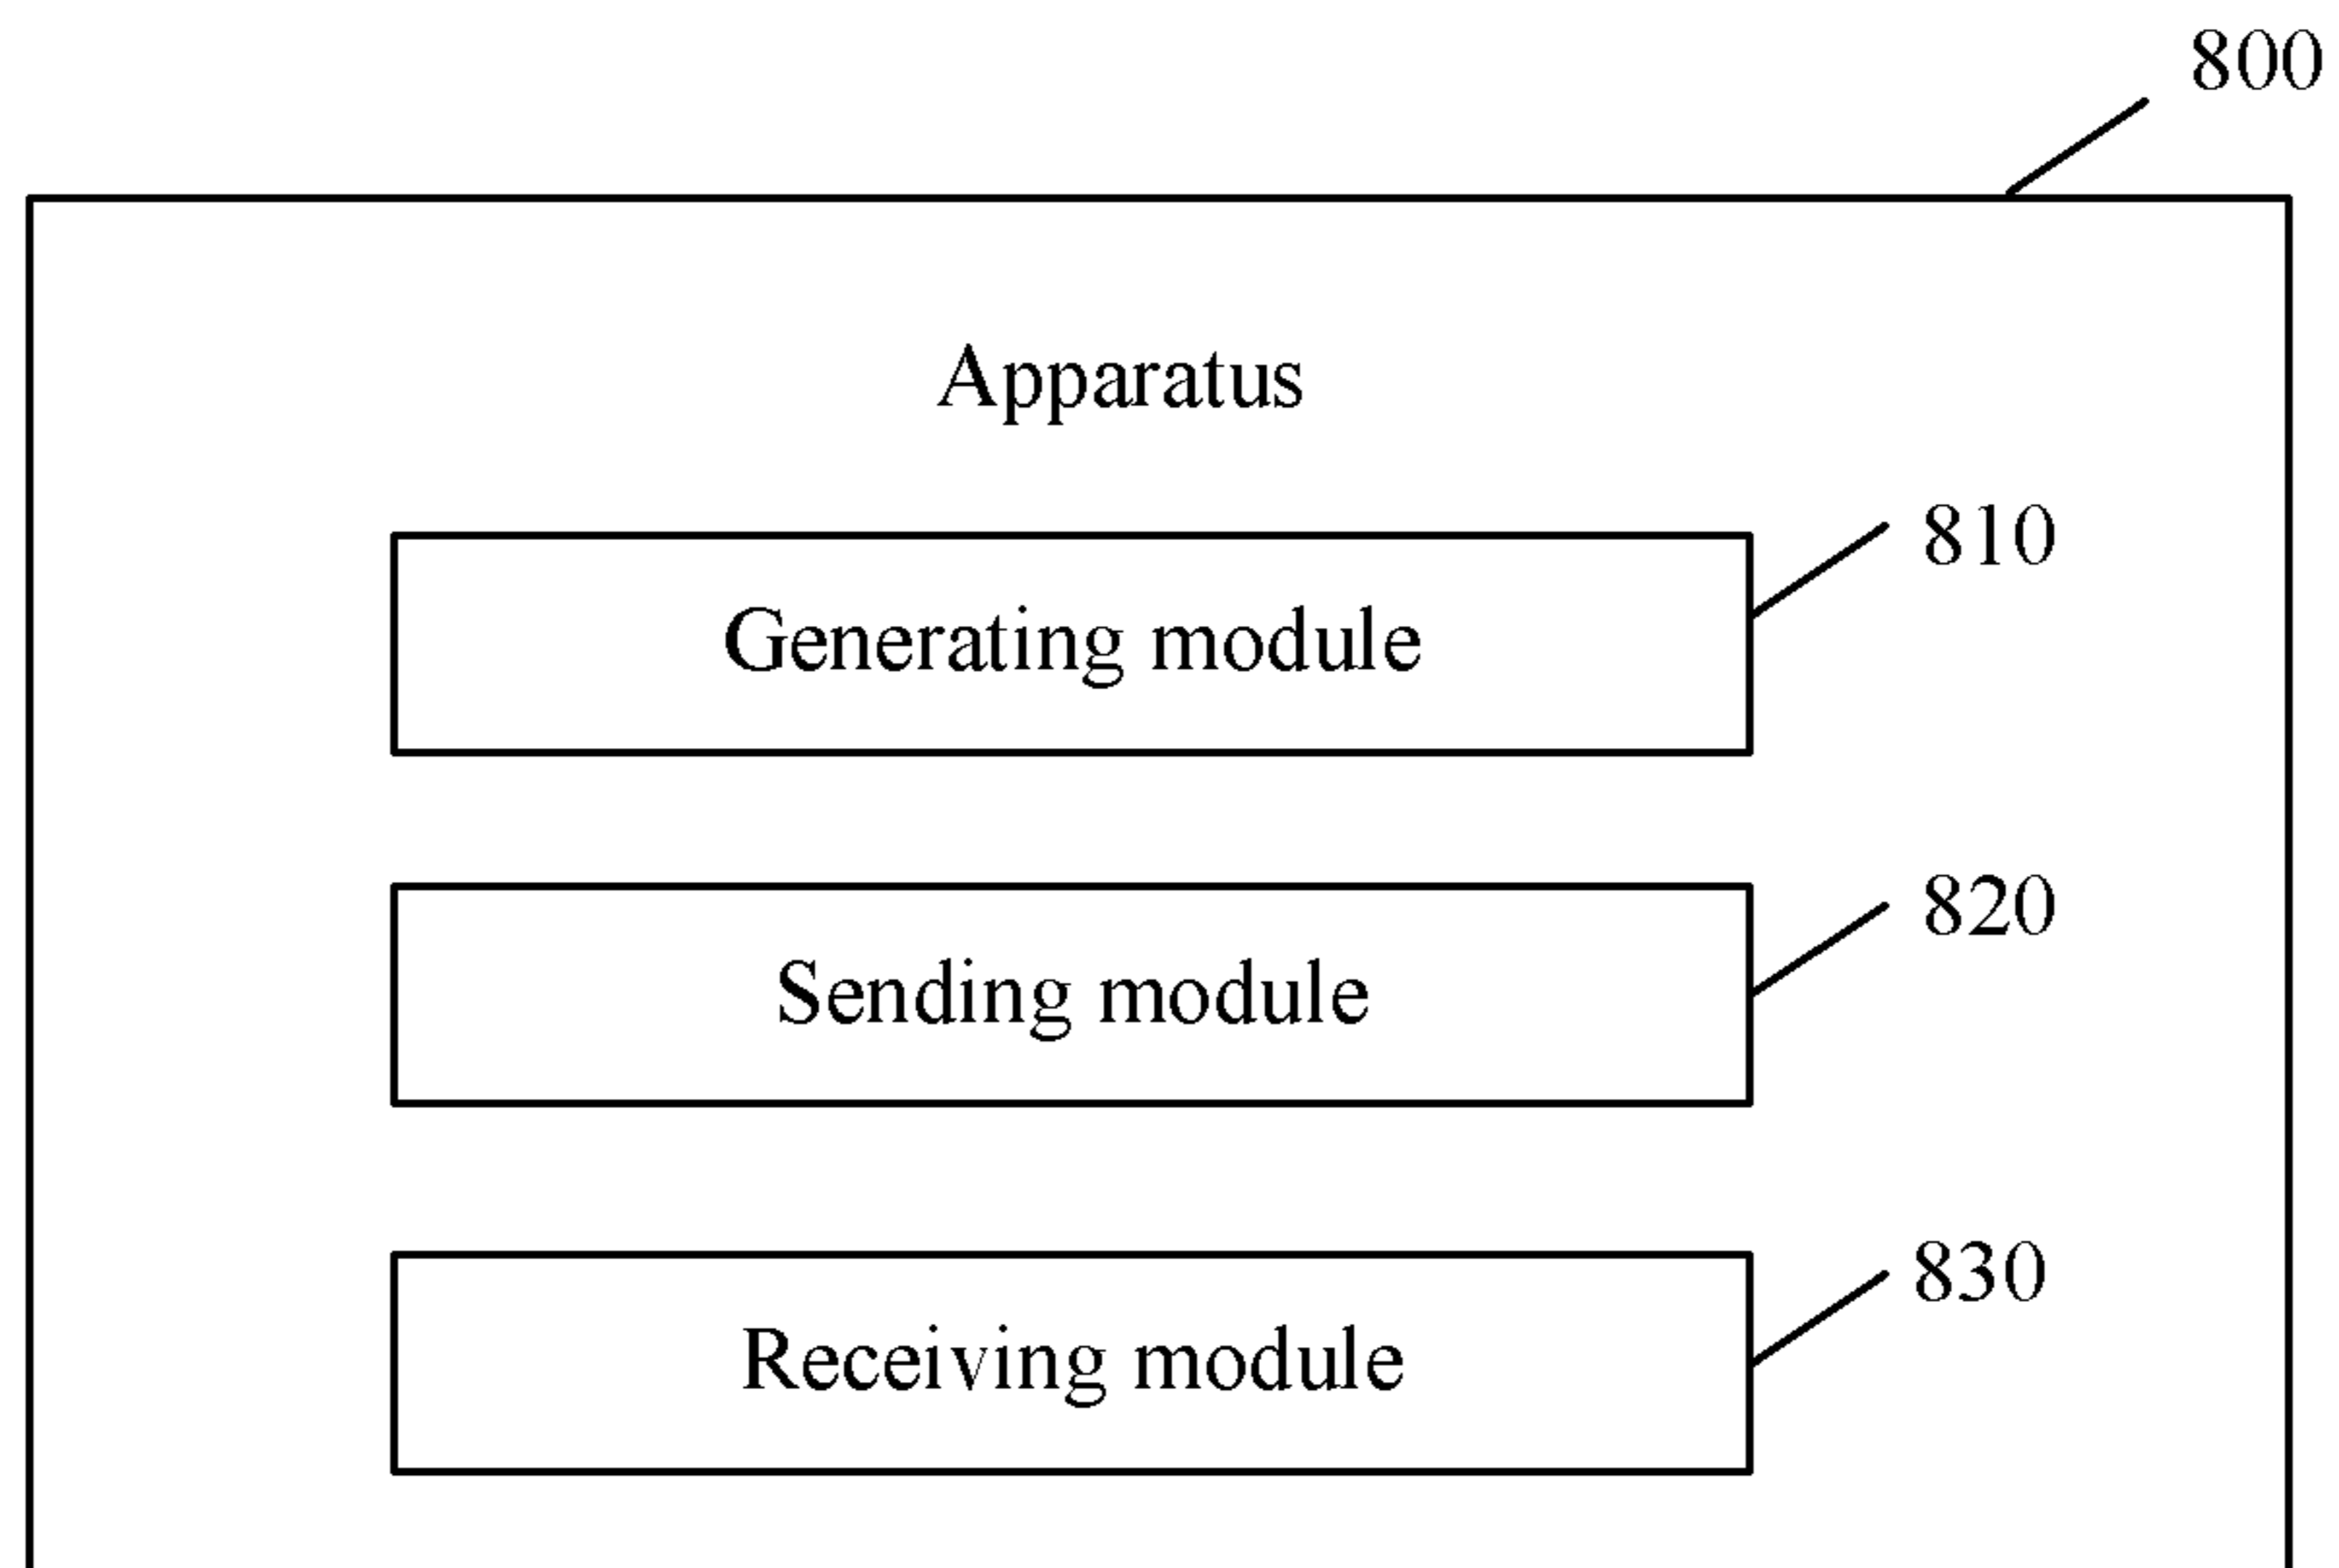 800
Apparatus
810
Generating module
820
Sending module
830
Receiving module